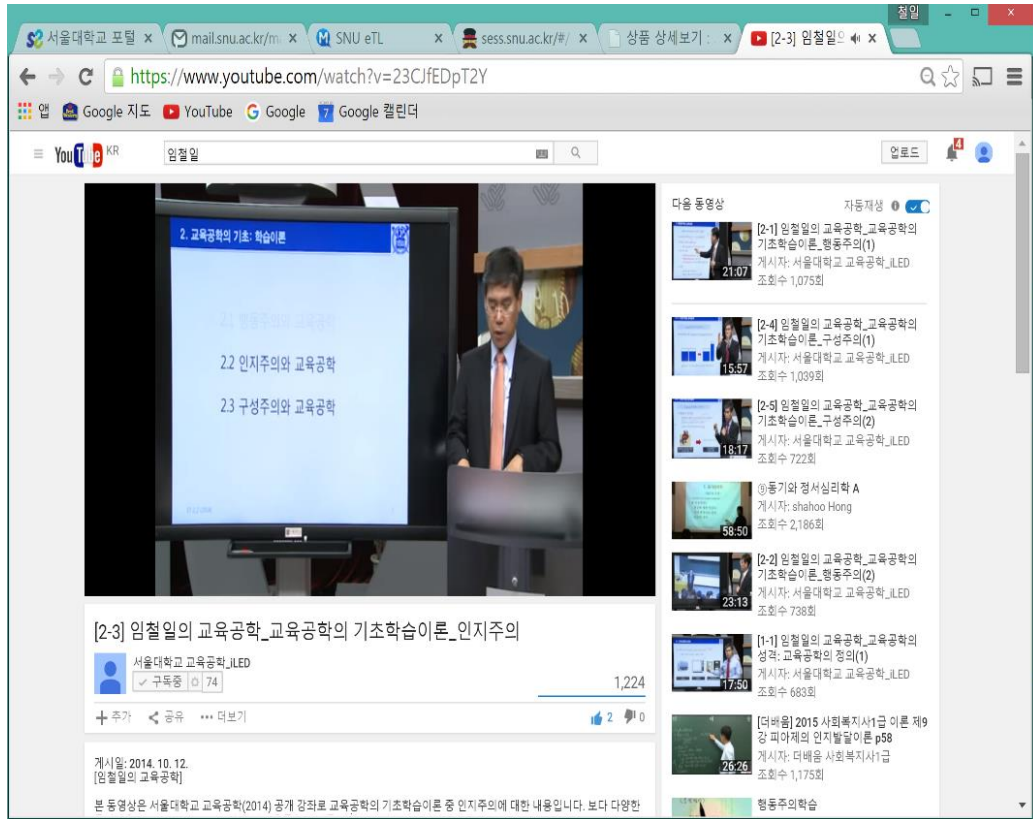 철일
서울대학교 포털
mail.snu.ac.kr/m
SNU eTL
sess.snu.ac.kr/#/
상품 상세보기 :
[2-3] 임철일으
https://www.youtube.com/watch?v=23CJfEDpT2Y
앱 Google 지도 YouTube Google Google 캘린더
YouTube KR
임철일
업로드
4
2. 교육공학의 기초: 학습이론
2.1 행동주의와 교육공학
2.2 인지주의와 교육공학
2.3 구성주의와 교육공학
[2-3] 임철일의 교육공학_교육공학의 기초학습이론_인지주의
서울대학교 교육공학_iLED
구독중 74
1,224
추가 공유 더보기
2 0
게시일: 2014. 10. 12.
[임철일의 교육공학]
본 동영상은 서울대학교 교육공학(2014) 공개 강좌로 교육공학의 기초학습이론 중 인지주의에 대한 내용입니다. 보다 다양한
다음 동영상
자동재생
[2-1] 임철일의 교육공학_교육공학의
기초학습이론_행동주의(1)
게시자: 서울대학교 교육공학_iLED
조회수 1,075회
21:07
[2-4] 임철일의 교육공학_교육공학의
기초학습이론_구성주의(1)
게시자: 서울대학교 교육공학_iLED
조회수 1,039회
15:57
[2-5] 임철일의 교육공학_교육공학의
기초학습이론_구성주의(2)
게시자: 서울대학교 교육공학_iLED
조회수 722회
18:17
⑨동기와 정서심리학 A
게시자: shahoo Hong
조회수 2,186회
58:50
[2-2] 임철일의 교육공학_교육공학의
기초학습이론_행동주의(2)
게시자: 서울대학교 교육공학_iLED
조회수 738회
23:13
[1-1] 임철일의 교육공학_교육공학의
성격: 교육공학의 정의(1)
게시자: 서울대학교 교육공학_iLED
조회수 683회
17:50
[더배움] 2015 사회복지사1급 이론 제9
강 피아제의 인지발달이론 p58
게시자: 더배움 사회복지사1급
조회수 1,175회
26:26
행동주의학습